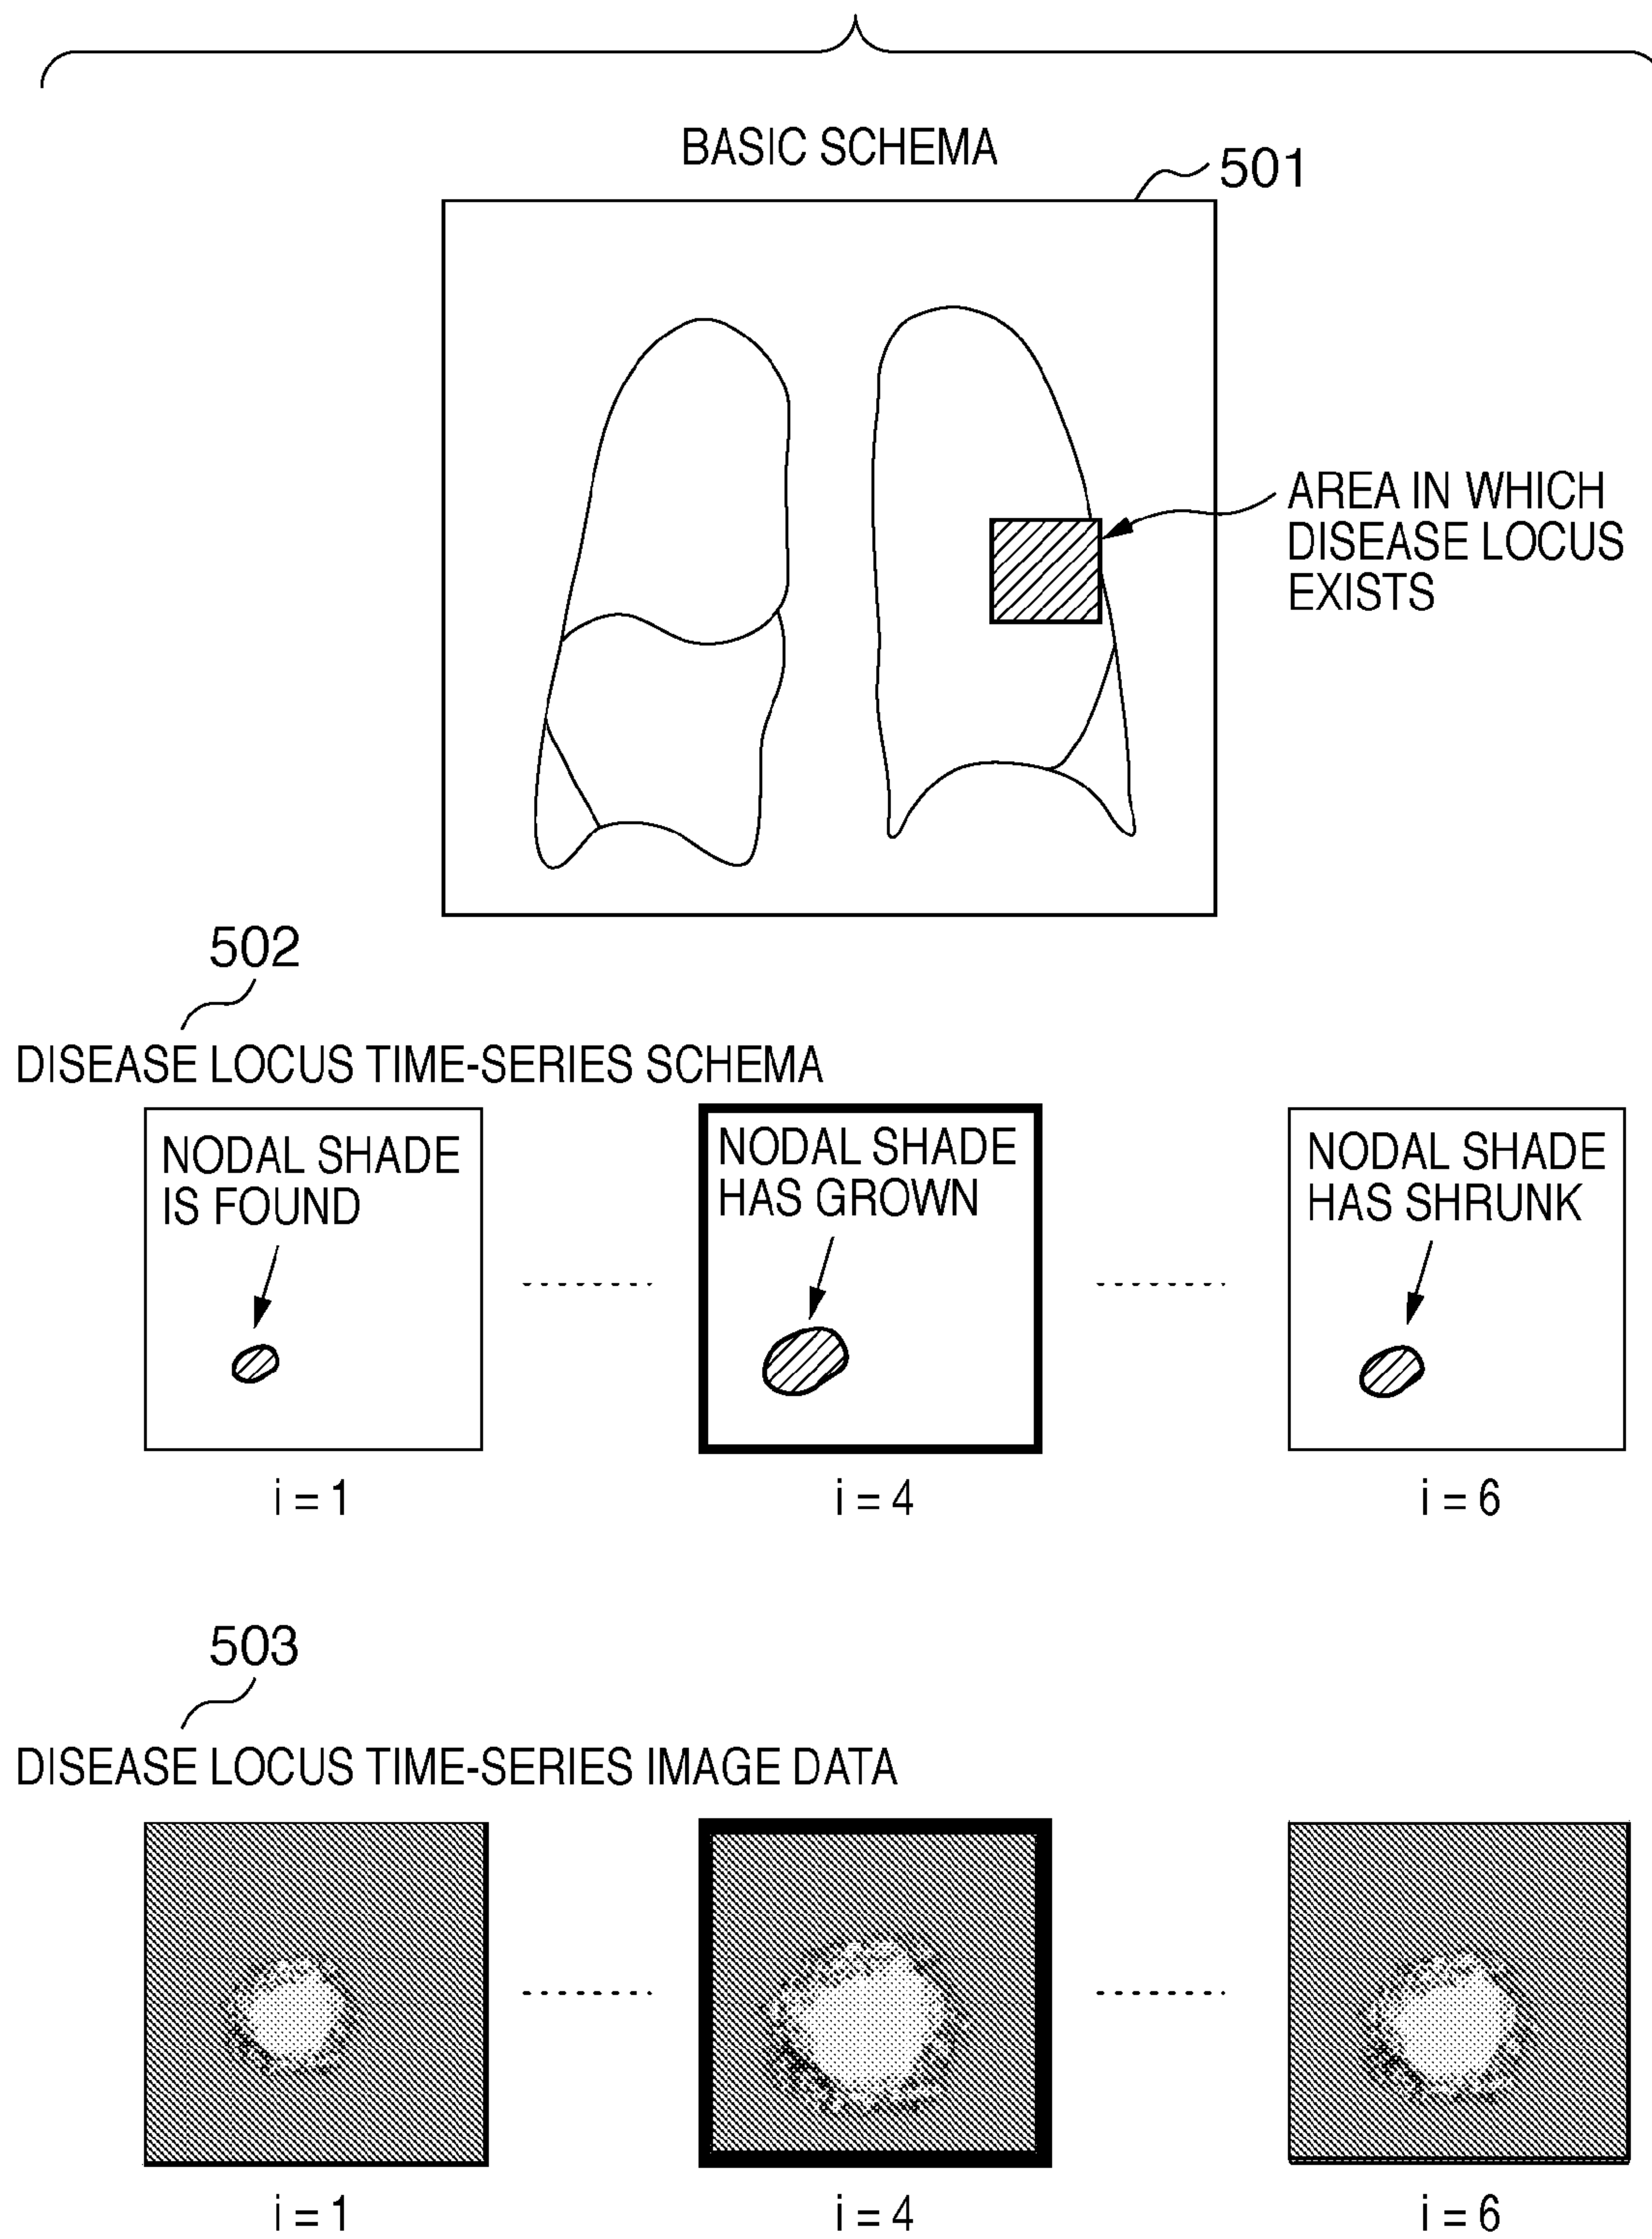 BASIC SCHEMA
501
AREA IN WHICH
DISEASE LOCUS
EXISTS
502
DISEASE LOCUS TIME-SERIES SCHEMA
NODAL SHADE
IS FOUND
NODAL SHADE
HAS GROWN
NODAL SHADE
HAS SHRUNK
i = 1
i = 4
i = 6
503
DISEASE LOCUS TIME-SERIES IMAGE DATA
i = 1
i = 4
i = 6